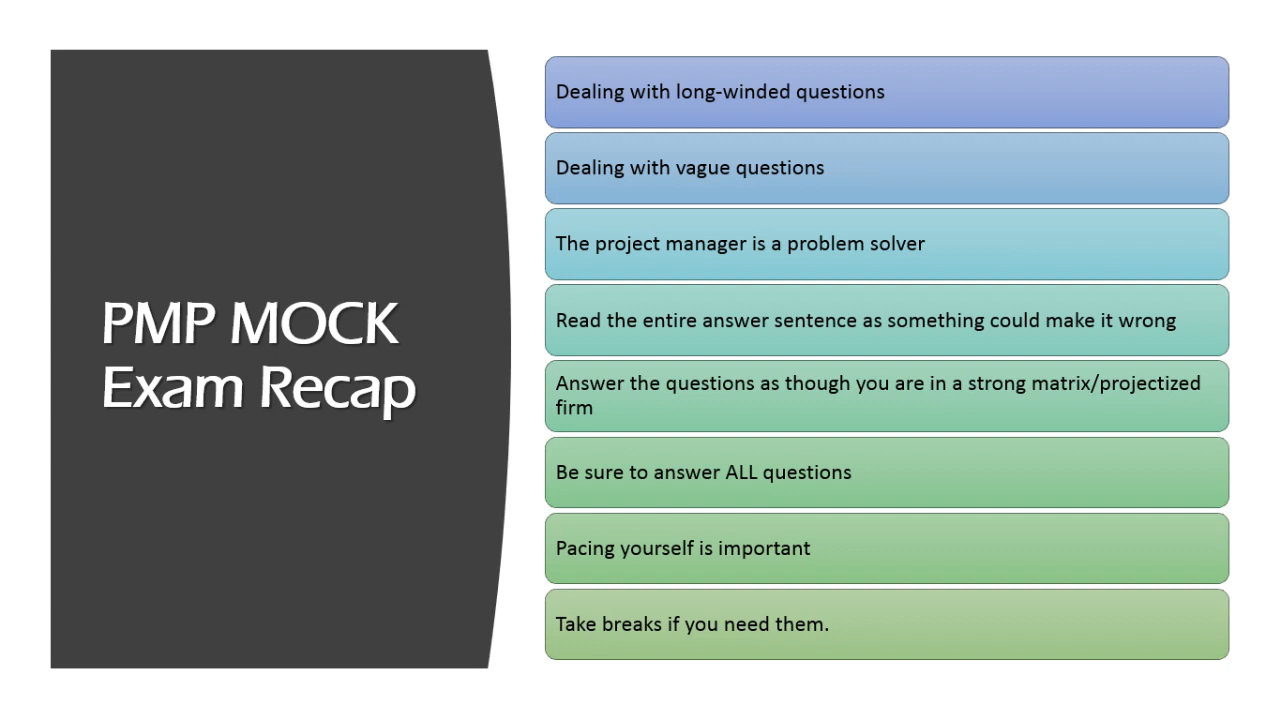 PMP MOCK
Exam Recap
Dealing with long-winded questions
Dealing with vague questions
The project manager is a problem solver
Read the entire answer sentence as something could make it wrong
Answer the questions as though you are in a strong matrix/projectized
firm
Be sure to answer ALL questions
Pacing yourself is important
Take breaks if you need them.